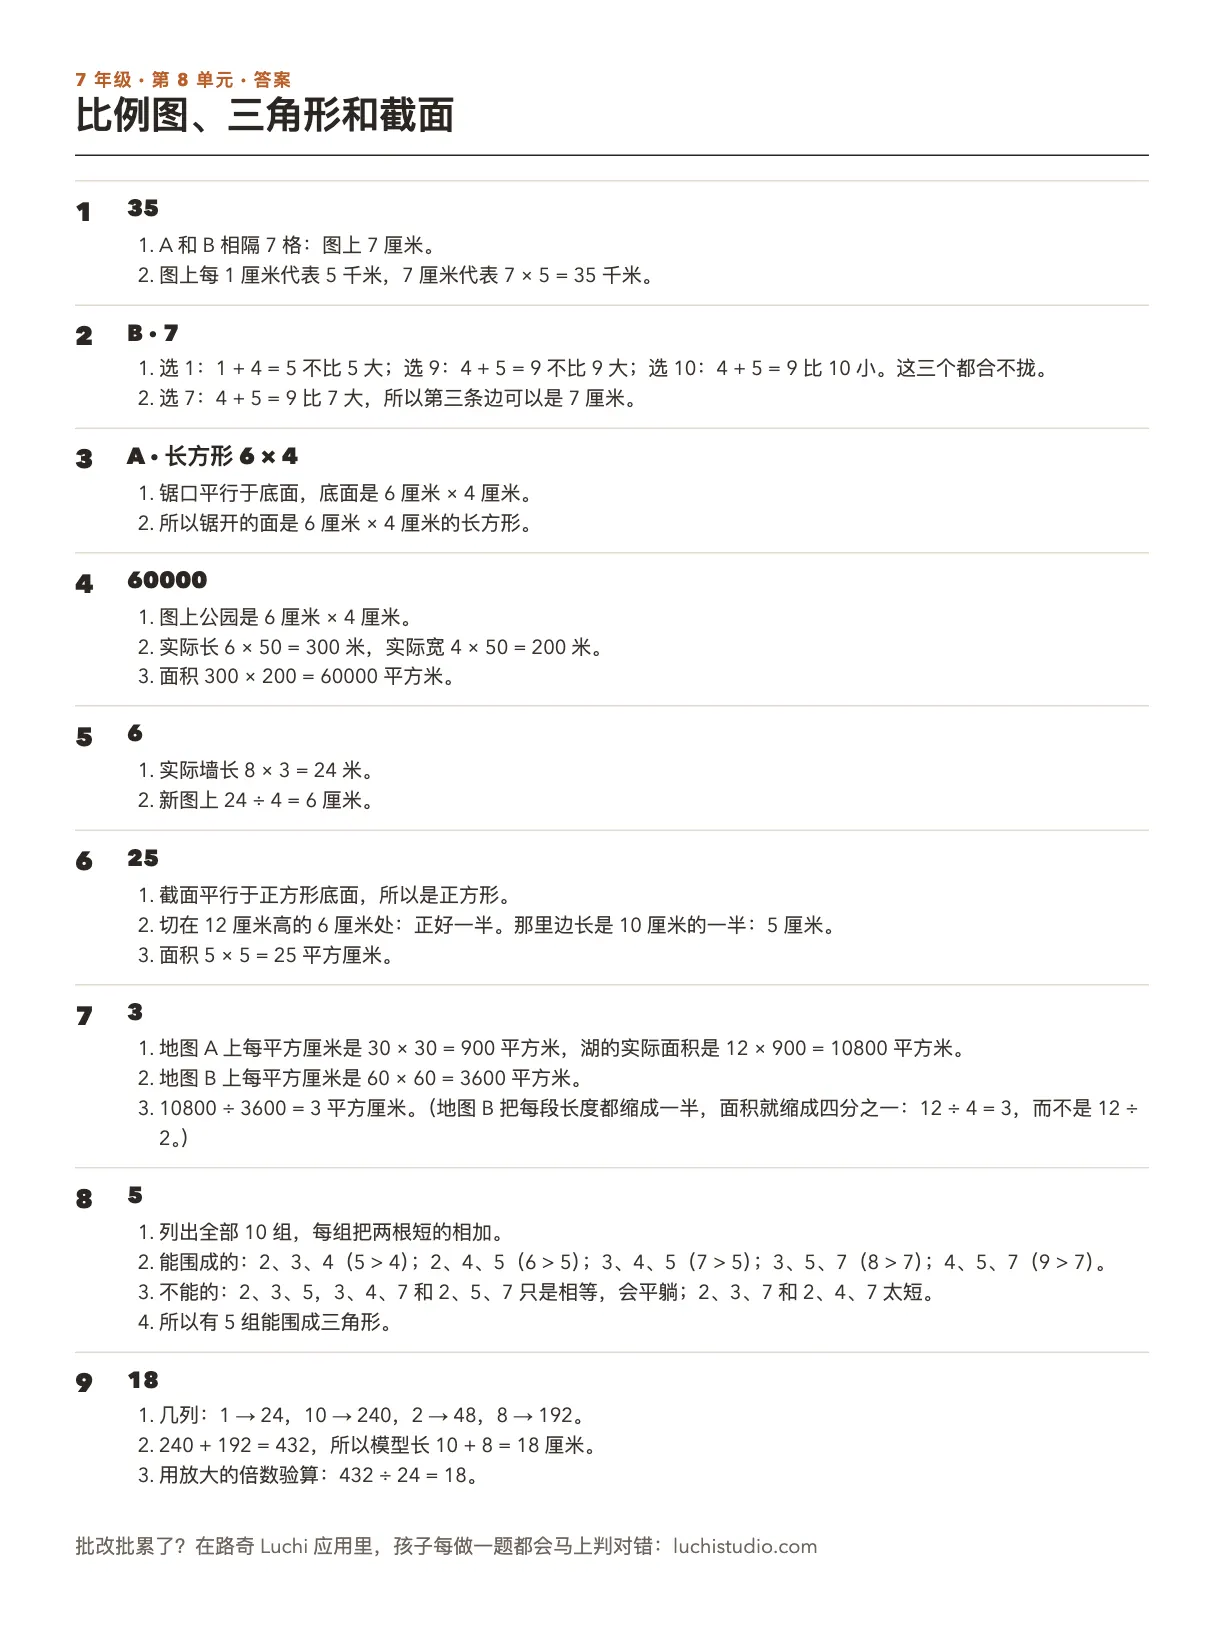 7 年级 · 第 8 单元 · 答案
比例图、三角形和截面
1 35
1. A 和 B 相隔 7 格：图上 7 厘米。
2. 图上每 1 厘米代表 5 千米，7 厘米代表 7 × 5 = 35 千米。
2 B · 7
1. 选 1：1 + 4 = 5 不比 5 大；选 9：4 + 5 = 9 不比 9 大；选 10：4 + 5 = 9 比 10 小。这三个都合不拢。
2. 选 7：4 + 5 = 9 比 7 大，所以第三条边可以是 7 厘米。
3 A · 长方形 6 × 4
1. 锯口平行于底面，底面是 6 厘米 × 4 厘米。
2. 所以锯开的面是 6 厘米 × 4 厘米的长方形。
4 60000
1. 图上公园是 6 厘米 × 4 厘米。
2. 实际长 6 × 50 = 300 米，实际宽 4 × 50 = 200 米。
3. 面积 300 × 200 = 60000 平方米。
5 6
1. 实际墙长 8 × 3 = 24 米。
2. 新图上 24 ÷ 4 = 6 厘米。
6 25
1. 截面平行于正方形底面，所以是正方形。
2. 切在 12 厘米高的 6 厘米处：正好一半。那里边长是 10 厘米的一半：5 厘米。
3. 面积 5 × 5 = 25 平方厘米。
7 3
1. 地图 A 上每平方厘米是 30 × 30 = 900 平方米，湖的实际面积是 12 × 900 = 10800 平方米。
2. 地图 B 上每平方厘米是 60 × 60 = 3600 平方米。
3. 10800 ÷ 3600 = 3 平方厘米。（地图 B 把每段长度都缩成一半，面积就缩成四分之一：12 ÷ 4 = 3，而不是 12 ÷
2。）
8 5
1. 列出全部 10 组，每组把两根短的相加。
2. 能围成的：2、3、4（5 > 4）；2、4、5（6 > 5）；3、4、5（7 > 5）；3、5、7（8 > 7）；4、5、7（9 > 7）。
3. 不能的：2、3、5，3、4、7 和 2、5、7 只是相等，会平躺；2、3、7 和 2、4、7 太短。
4. 所以有 5 组能围成三角形。
9 18
1. 几列：1 → 24，10 → 240，2 → 48，8 → 192。
2. 240 + 192 = 432，所以模型长 10 + 8 = 18 厘米。
3. 用放大的倍数验算：432 ÷ 24 = 18。
批改批累了？在路奇 Luchi 应用里，孩子每做一题都会马上判对错：luchistudio.com